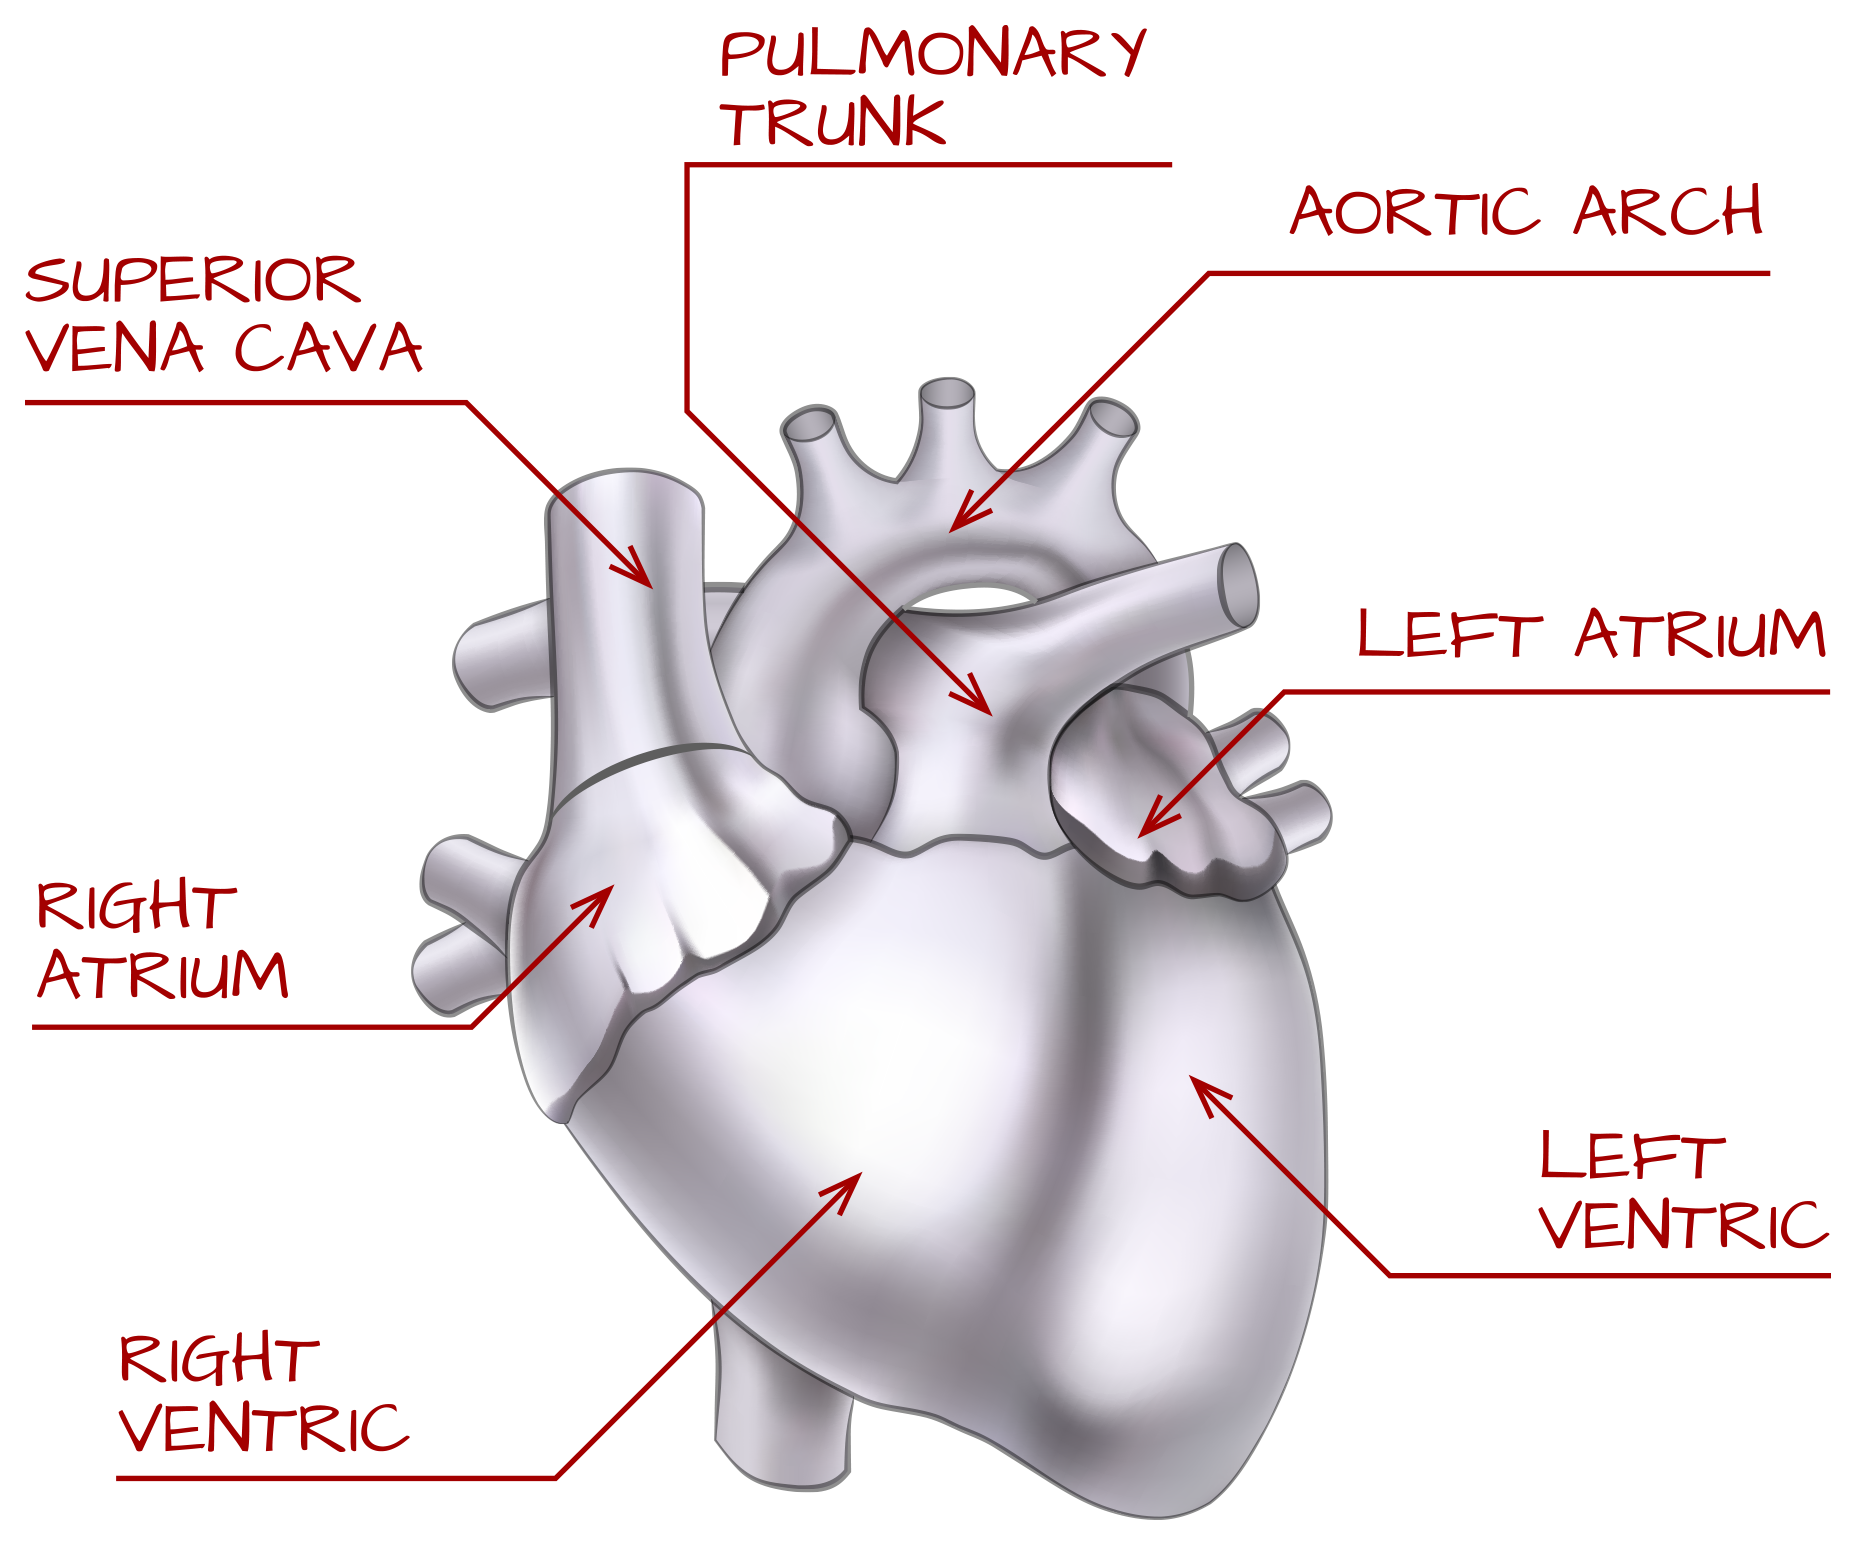 PULMONARY
TRUNK
AORTIC ARCH
SUPERIOR
VENA CAVA
LEFT ATRIUM
RIGHT
ATRIUM
LEFT
VENTRIC
RIGHT
VENTRIC